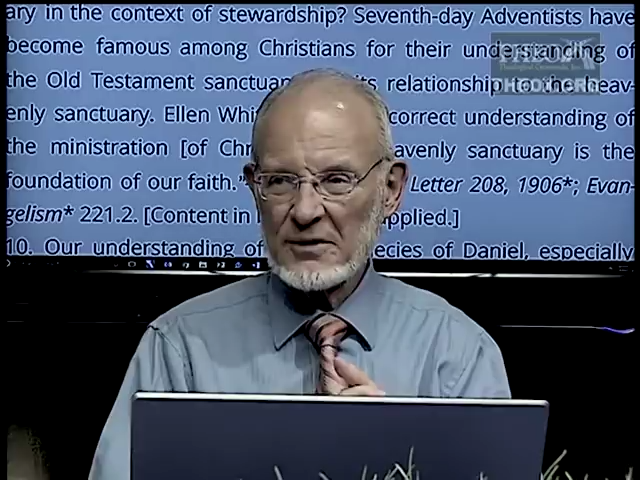 ary in the context of stewardship? Seventh-day Adventists have
become famous among Christians for their understanding of
the Old Testament sanctuary its relationship to the heav-
enly sanctuary. Ellen Whi correct understanding of
the ministration [of Chr avenly sanctuary is the
foundation of our faith. Letter 208, 1906*; Evan-
gelism* 221.2. [Content in pplied.]
10. Our understanding of ecies of Daniel, especially